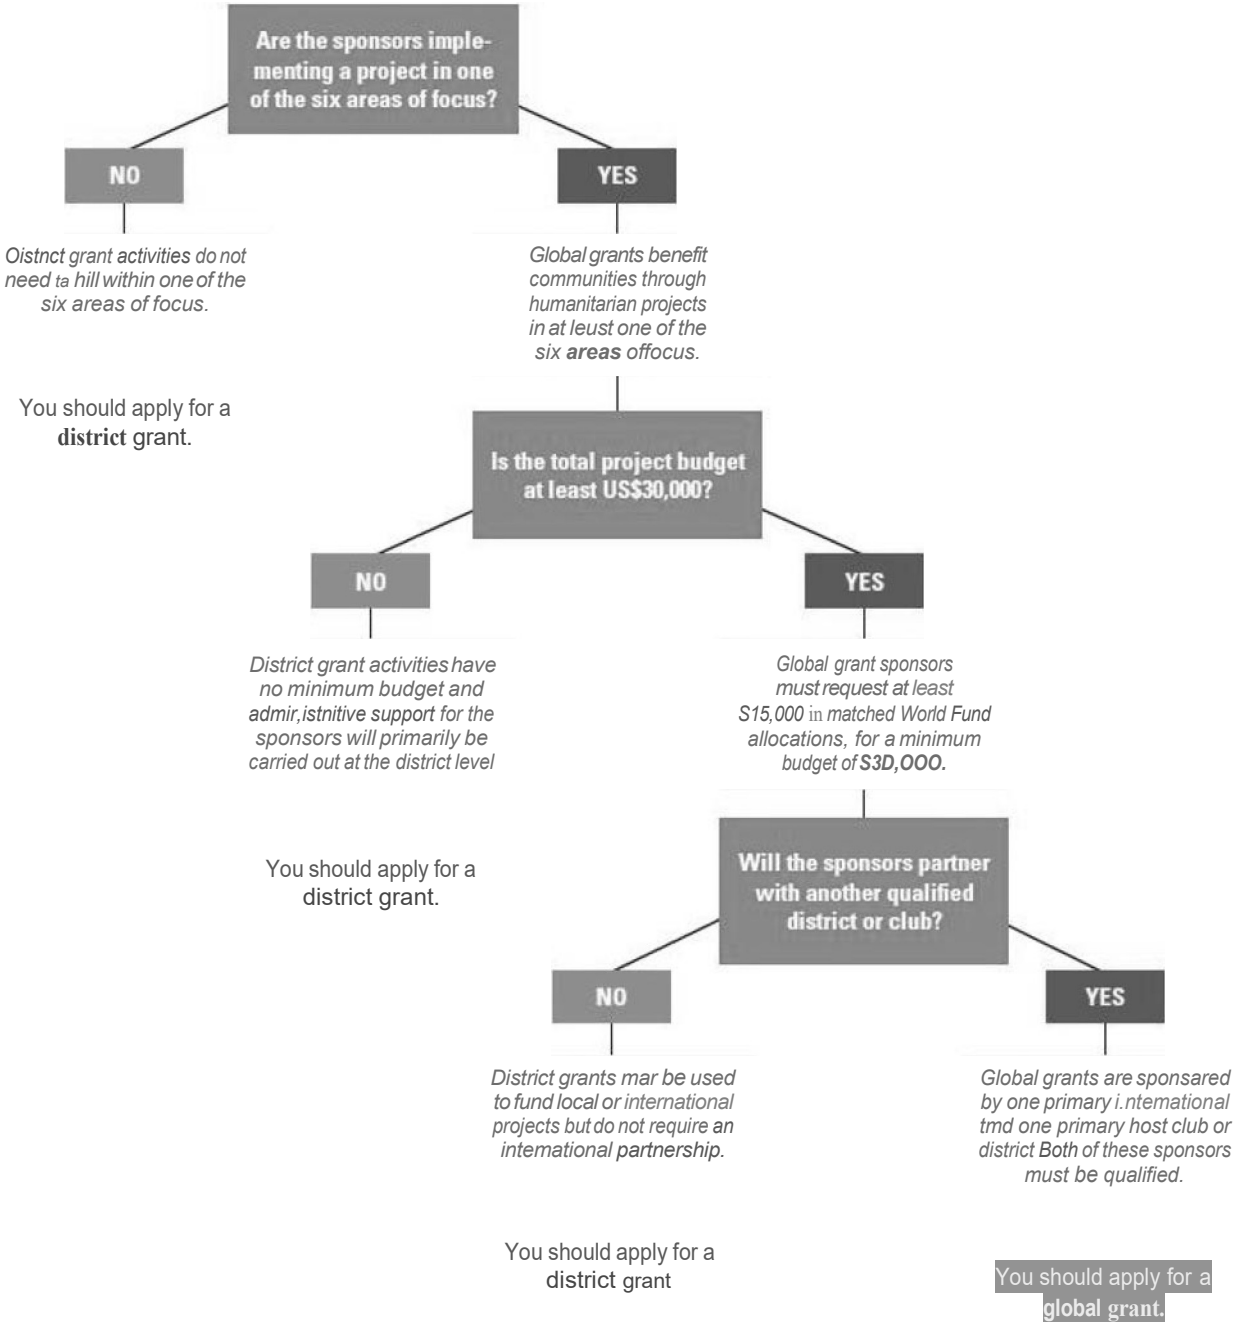 Are the sponsors imple-
menting a project in one
of the six areas of focus?
NO
YES
Oistnct grant activities do not
need ta hill within one of the
six areas of focus.
Global grants benefit
communities through
humanitarian projects
in at leust one of the
six areas offocus.
You should apply for a
district grant.
Is the total project budget
at least US$30,000?
NO
YES
District grant activities have
no minimum budget and
admir,istnitive support for the
sponsors will primarily be
carried out at the district level
Global grant sponsors
must request at least
S15,000 in matched World Fund
allocations, for a minimum
budget of S3D,OOO.
You should apply for a
district grant.
Will the sponsors partner
with another qualified
district or club?
NO
YES
District grants mar be used
to fund local or international
projects but do not require an
international partnership.
Global grants are sponsared
by one primary i.ntemational
tmd one primary host club or
district Both of these sponsors
must be qualified.
You should apply for a
district grant
You should apply for a
global grant.